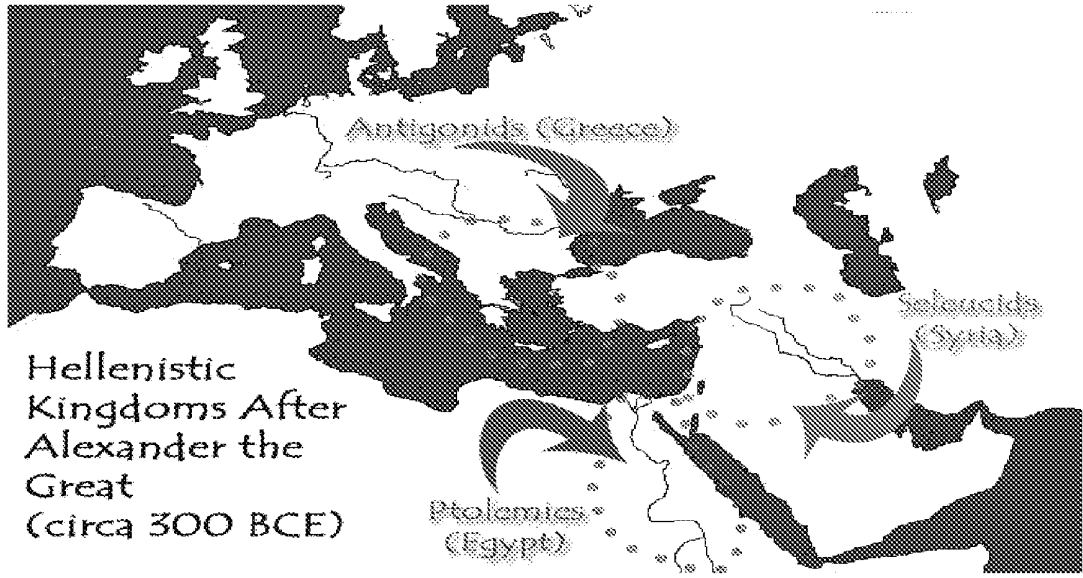 Antigonids (Greece)
Seleucids
(Syria)
Hellenistic
Kingdoms After
Alexander the
Great
(circa 300 BCE)
Ptolemies
(Egypt)